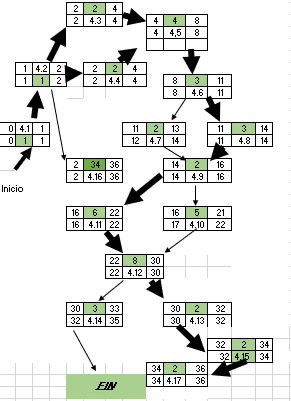 2 2 4
2 4.3 4
4 4 8
4,5 8
1 4.2 2
1 1 2
2 2 4
2 4.4 4
8 3 11
8 4.6 11
0 4.1 1
0 1 1
11 2 13
12 4.7 14
11 3 14
11 4.8 14
Inicio
2 34 36
2 4.16 36
14 2 16
14 4.9 16
16 6 22
16 4.11 22
16 5 21
17 4.10 22
22 8 30
22 4.12 30
30 3 33
32 4.14 35
30 2 32
30 4.13 32
32 2 34
32 4.15 34
34 2 36
34 4.17 36
FIN